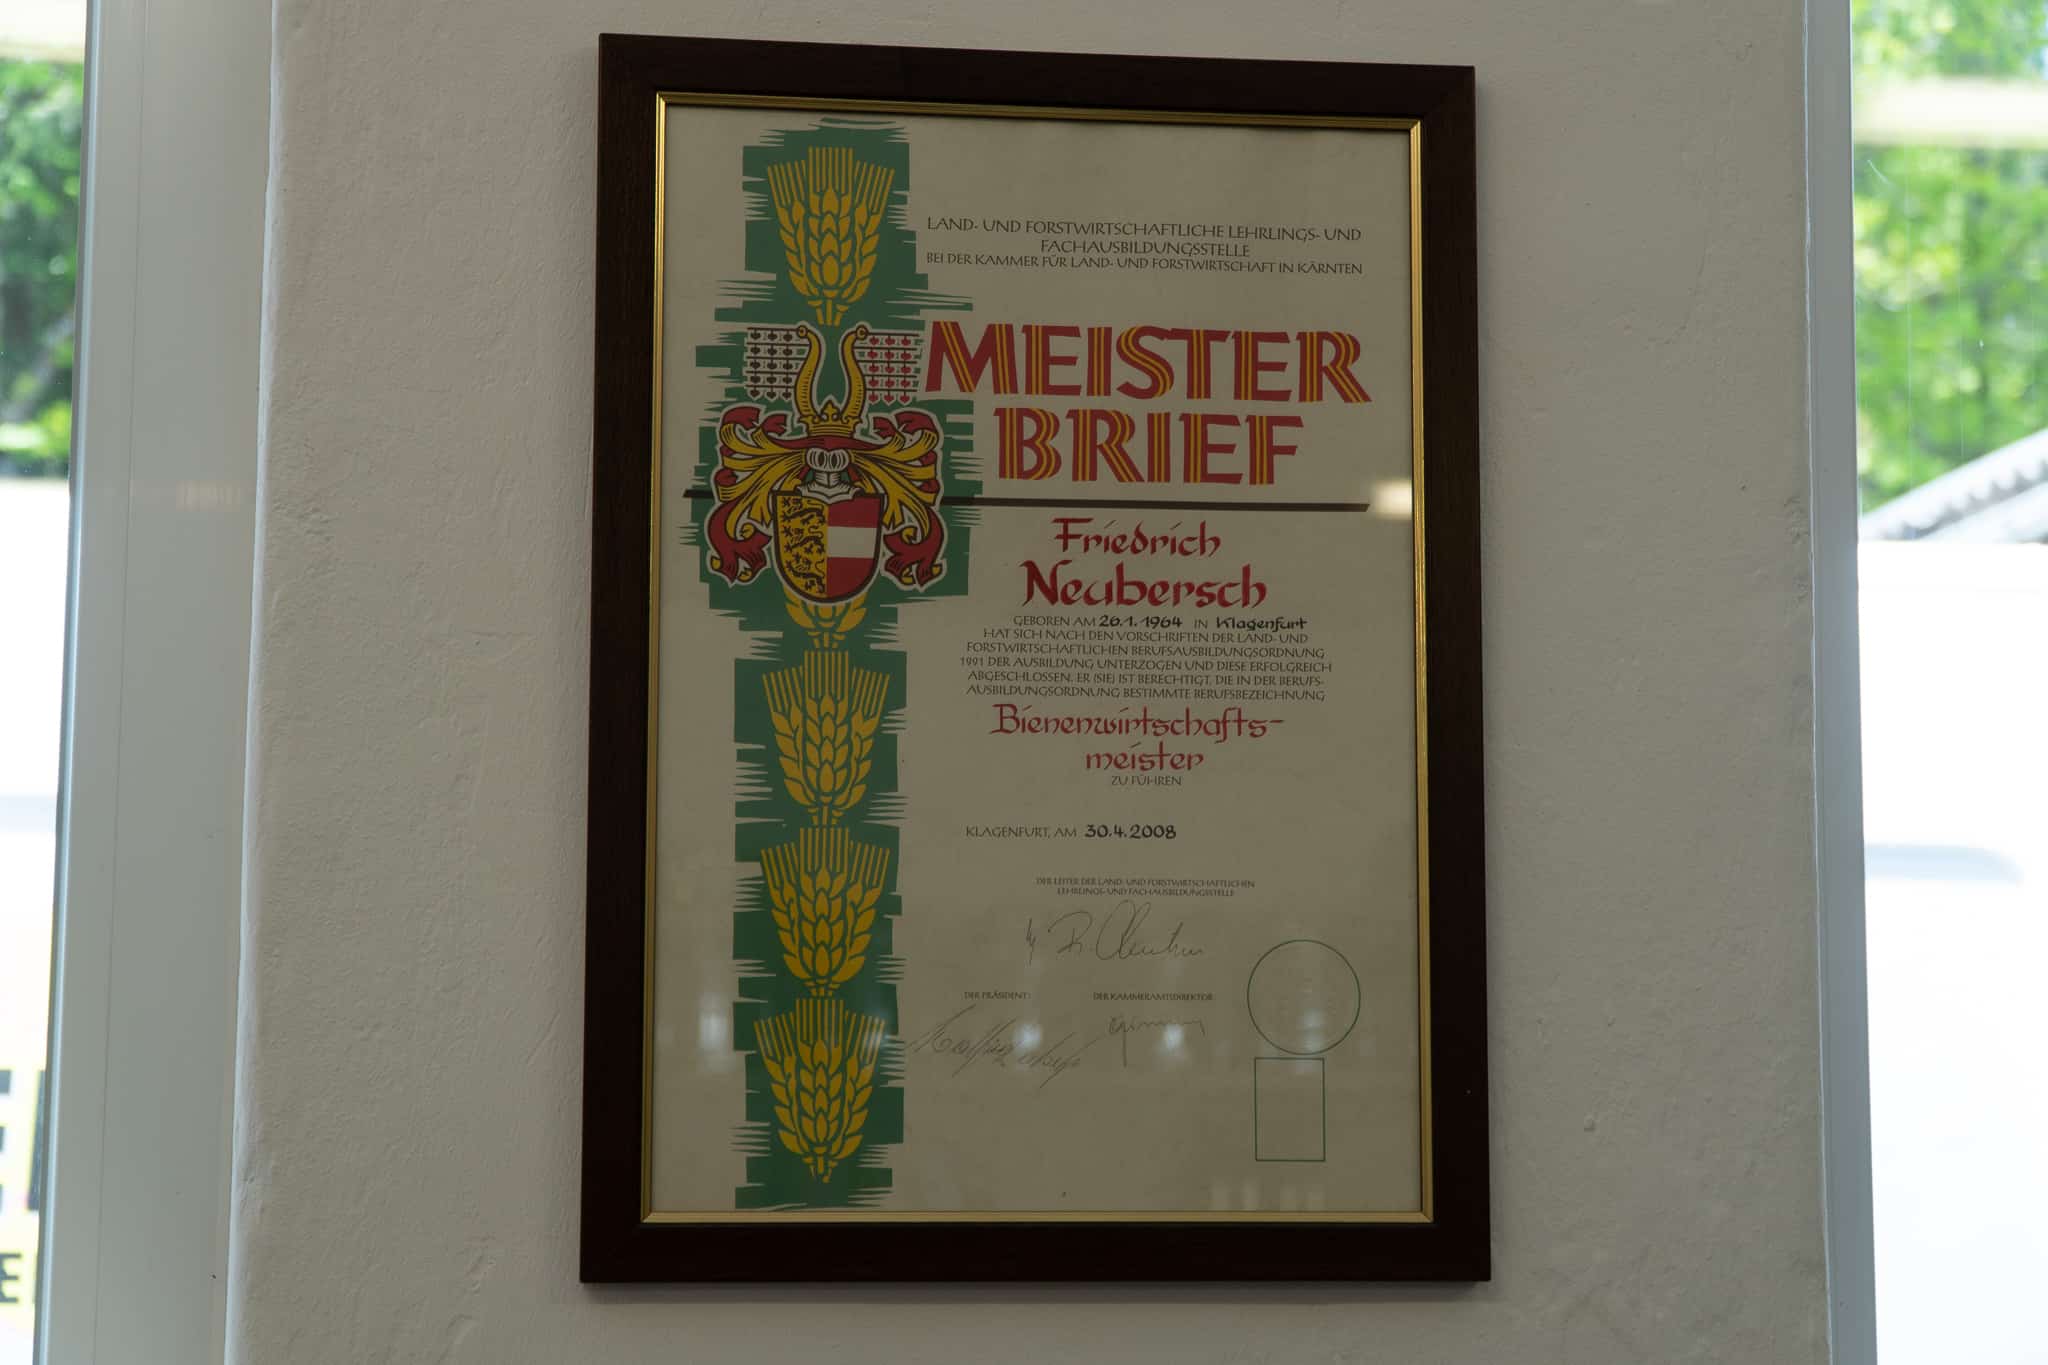 LAND- UND FORSTWIRTSCHAFTLICHE LEHRLINGS- UND
FACHAUSBILDUNGSSTELLE
BEI DER KAMMER FÜR LAND- UND FORSTWIRTSCHAFT IN KÄRNTEN
MEISTER
BRIEF
Friedrich
Neubersch
GEBOREN AM 26.1.1964 IN Klagenfurt
HAT SICH NACH DEN VORSCHRIFTEN DER LAND- UND
FORSTWIRTSCHAFTLICHEN BERUFSAUSBILDUNGSORDNUNG
1991 DER AUSBILDUNG UNTERZOGEN UND DIESE ERFOLGREICH
ABGESCHLOSSEN. ER (SIE) IST BERECHTIGT, DIE IN DER BERUFS-
AUSBILDUNGSORDNUNG BESTIMMTE BERUFSBEZEICHNUNG
Bienenwirtschafts-
meister
ZU FÜHREN
KLAGENFURT, AM 30.4.2008
DER LEITER DER LAND- UND FORSTWIRTSCHAFTLICHEN
LEHRLINGS- UND FACHAUSBILDUNGSSTELLE
DER PRÄSIDENT: DER KAMMERAMTSDIREKTOR: